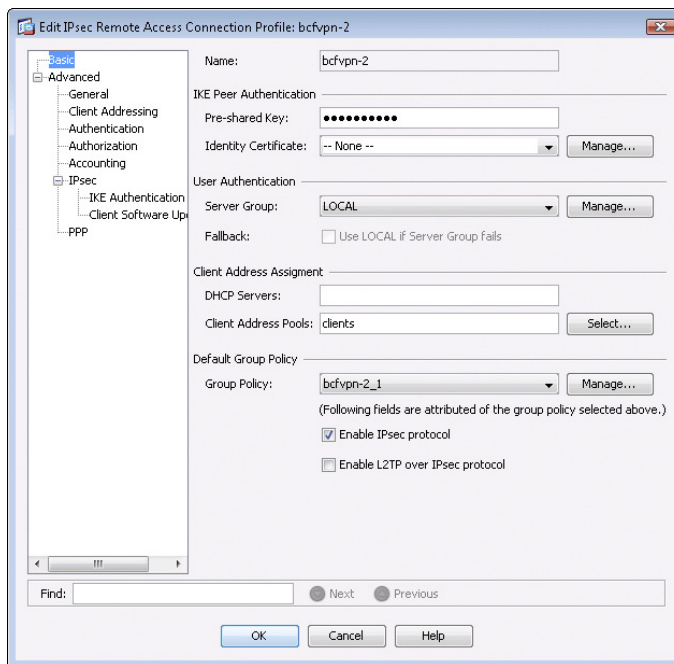 Edit IPsec Remote Access Connection Profile: bcfvpn-2
Basic
Advanced
General
Client Addressing
Authentication
Authorization
Accounting
IPsec
IKE Authentication
Client Software Up
PPP
Name: bcfvpn-2
IKE Peer Authentication
Pre-shared Key: ••••••••••
Identity Certificate: -- None -- Manage...
User Authentication
Server Group: LOCAL Manage...
Fallback: Use LOCAL if Server Group fails
Client Address Assigment
DHCP Servers:
Client Address Pools: clients Select...
Default Group Policy
Group Policy: bcfvpn-2_1 Manage...
(Following fields are attributed of the group policy selected above.)
Enable IPsec protocol
Enable L2TP over IPsec protocol
Find: Next Previous
OK Cancel Help